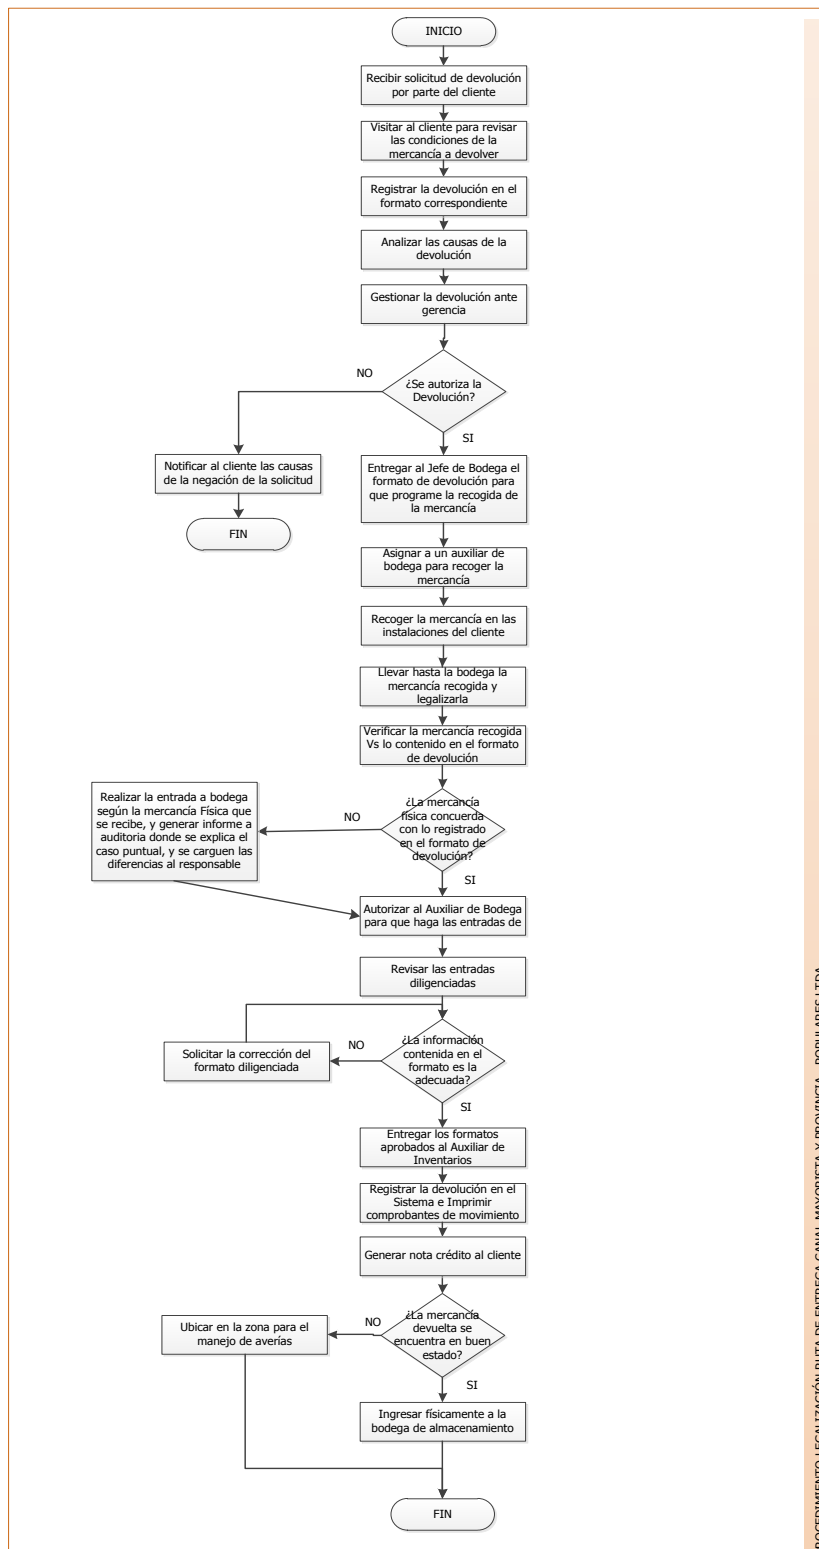 INICIO
Recibir solicitud de devolución
por parte del cliente
Visitar al cliente para revisar
las condiciones de la
mercancía a devolver
Registrar la devolución en el
formato correspondiente
Analizar las causas de la
devolución
Gestionar la devolución ante
gerencia
¿Se autoriza la
Devolución?
NO
SI
Notificar al cliente las causas
de la negación de la solicitud
FIN
Entregar al Jefe de Bodega el
formato de devolución para
que programe la recogida de
la mercancía
Asignar a un auxiliar de
bodega para recoger la
mercancía
Recoger la mercancía en las
instalaciones del cliente
Llevar hasta la bodega la
mercancía recogida y
legalizarla
Verificar la mercancía recogida
Vs lo contenido en el formato
de devolución
¿La mercancía
física concuerda
con lo registrado
en el formato de
devolución?
NO
SI
Realizar la entrada a bodega
según la mercancía Física que
se recibe, y generar informe a
auditoria donde se explica el
caso puntual, y se carguen las
diferencias al responsable
Autorizar al Auxiliar de Bodega
para que haga las entradas de
Revisar las entradas
diligenciadas
¿La información
contenida en el
formato es la
adecuada?
NO
SI
Solicitar la corrección del
formato diligenciada
Entregar los formatos
aprobados al Auxiliar de
Inventarios
Registrar la devolución en el
Sistema e Imprimir
comprobantes de movimiento
Generar nota crédito al cliente
¿La mercancía
devuelta se
encuentra en buen
estado?
NO
SI
Ubicar en la zona para el
manejo de averías
Ingresar físicamente a la
bodega de almacenamiento
FIN
LEGALIZACIÓN RUTA DE ENTREGA CANAL MAYORISTA Y PROVINCIA - POPULARES LTDA